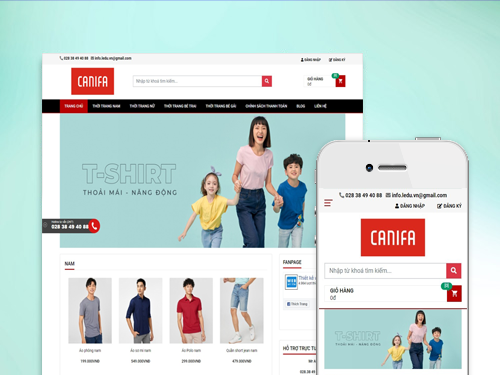 028 38 49 40 88 info.ledu.vn@gmail.com ĐĂNG NHẬP ĐĂNG KÝ
CANIFA
Nhập từ khoá tìm kiếm...
GIỎ HÀNG
0đ
TRANG CHỦ THỜI TRANG NAM THỜI TRANG NỮ THỜI TRANG BÉ TRAI THỜI TRANG BÉ GÁI CHÍNH SÁCH THANH TOÁN BLOG LIÊN HỆ
T-SHIRT
THOẢI MÁI - NĂNG ĐỘNG
028 38 49 40 88
NAM
FANPAGE
Thiết kế
Thích Trang
Áo phông nam
199.000VNĐ
Áo sơ mi nam
349.000VNĐ
Áo Polo nam
259.000VNĐ
Quần short jean nam
479.000VNĐ
HỖ TRỢ TRỰC TU
028 38 49 40 88 info.ledu.vn@gmail.com
ĐĂNG NHẬP ĐĂNG KÝ
CANIFA
Nhập từ khoá tìm kiếm...
GIỎ HÀNG
0đ
T-SHIRT
THOẢI MÁI - NĂNG ĐỘNG